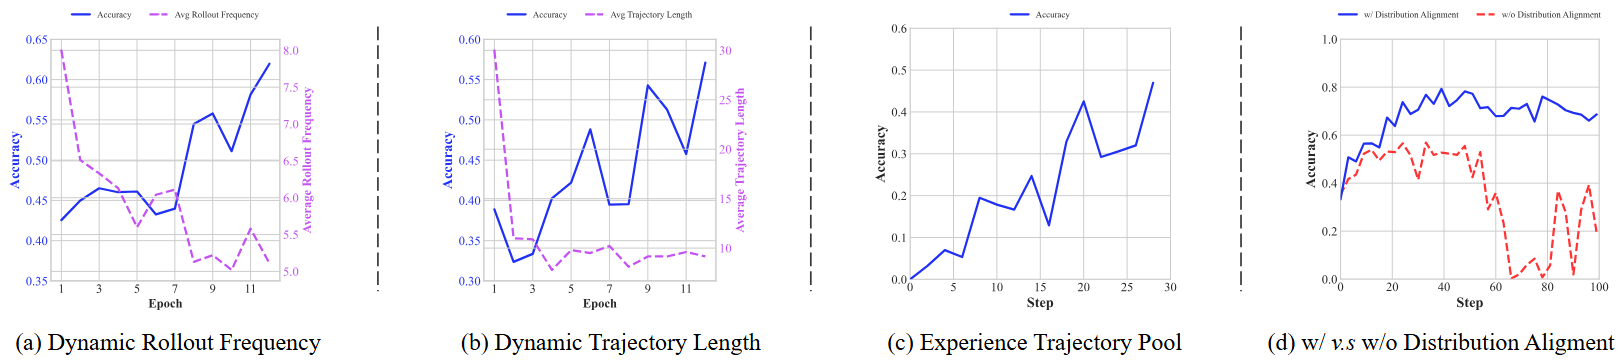 Accuracy Avg Rollout Frequency
0.65
0.60
0.55
0.50
0.45
0.40
0.35
Accuracy
8.0
7.5
7.0
6.5
6.0
5.5
5.0
Average Rollout Frequency
1 3 5 7 9 11
Epoch
(a) Dynamic Rollout Frequency
Accuracy Avg Trajectory Length
0.60
0.55
0.50
0.45
0.40
0.35
0.30
Accuracy
30
25
20
15
10
Average Trajectory Length
1 3 5 7 9 11
Epoch
(b) Dynamic Trajectory Length
Accuracy
0.6
0.5
0.4
0.3
0.2
0.1
0.0
Accuracy
0 5 10 15 20 25 30
Step
(c) Experience Trajectory Pool
w/ Distribution Alignment w/o Distribution Alignment
1.0
0.8
0.6
0.4
0.2
0.0
Accuracy
0 20 40 60 80 100
Step
(d) w/ v.s w/o Distribution Aligment